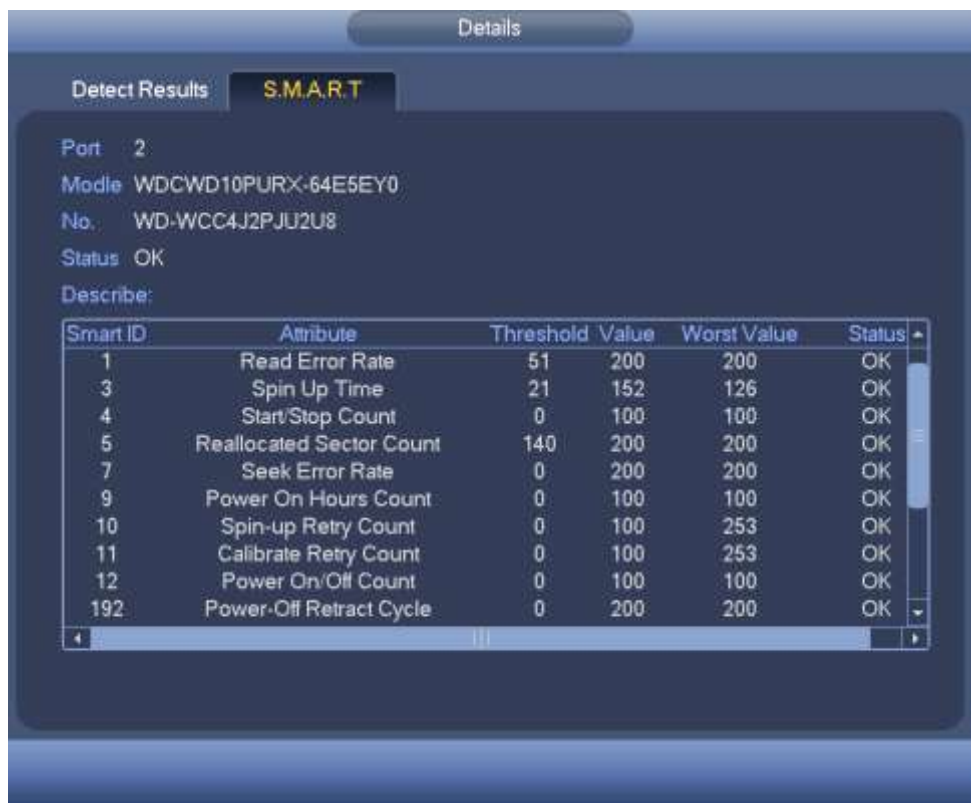 Details
Detect Results S.M.A.R.T
Port 2
Modle WDCWD10PURX-64E5EY0
No. WD-WCC4J2PJU2U8
Status OK
Describe:
Smart ID Attribute Threshold Value Worst Value Status
1 Read Error Rate 51 200 200 OK
3 Spin Up Time 21 152 126 OK
4 Start/Stop Count 0 100 100 OK
5 Reallocated Sector Count 140 200 200 OK
7 Seek Error Rate 0 200 200 OK
9 Power On Hours Count 0 100 100 OK
10 Spin-up Retry Count 0 100 253 OK
11 Calibrate Retry Count 0 100 253 OK
12 Power On/Off Count 0 100 100 OK
192 Power-Off Retract Cycle 0 200 200 OK